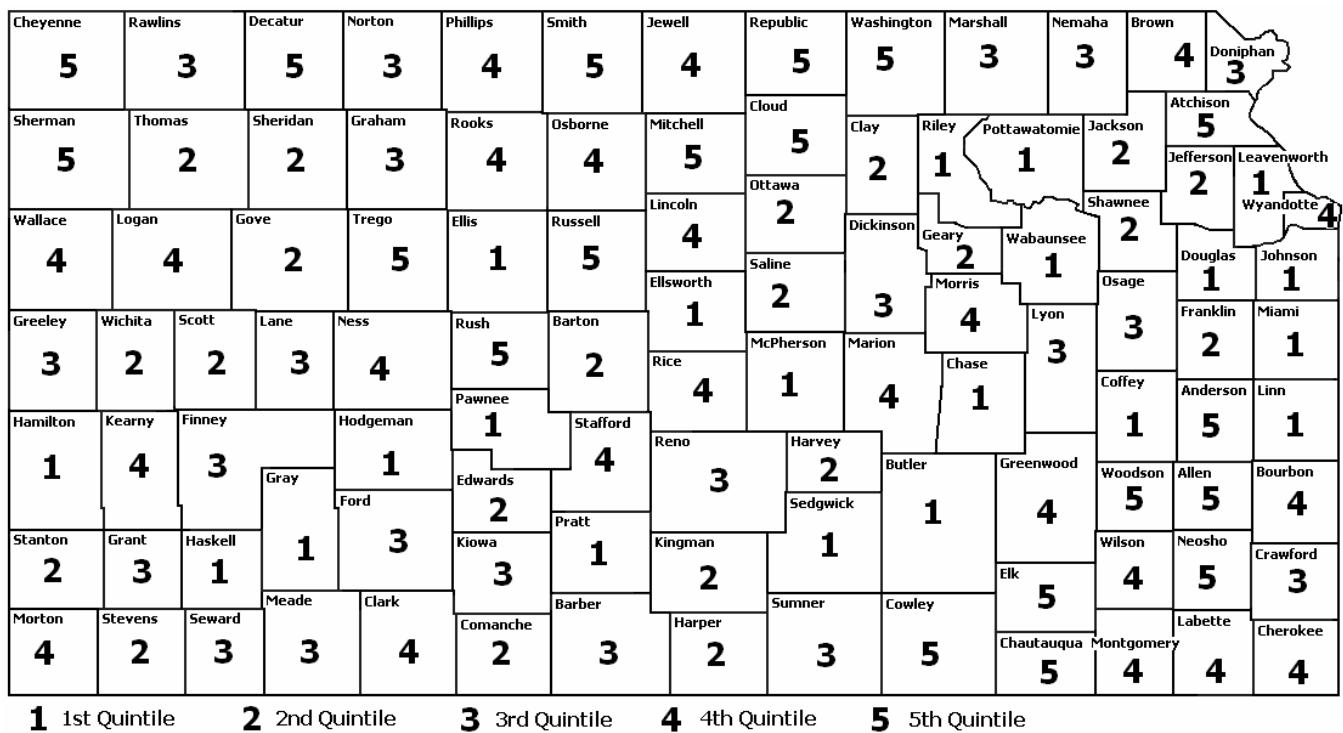 Cheyenne Rawlins Decatur Norton Phillips Smith Jewell Republic Washington Marshall Nemaha Brown
5 3 5 3 4 5 4 5 5 3 3 4 Doniphan
3
Sherman Thomas Sheridan Graham Rooks Osborne Mitchell Cloud Clay Riley Pottawatomie Jackson Atchison
5 2 2 3 4 4 5 5 2 1 1 2 5
Jefferson Leavenworth
2 1
Wyandotte 4
Wallace Logan Gove Trego Ellis Russell Lincoln Ottawa Dickinson Geary Wabaunsee Shawnee
4 4 2 5 1 5 4 2 3 2 1 2
Douglas Johnson
1 1
Ellsworth Saline Morris Osage
1 2 4 3
Greeley Wichita Scott Lane Ness Rush Barton Rice McPherson Marion Chase Lyon Franklin Miami
3 2 2 3 4 5 2 4 1 4 1 3 2 1
Hamilton Kearny Finney Hodgeman Pawnee Stafford Reno Harvey Coffey Anderson Linn
1 4 3 1 1 4 3 2 1 5 1
Gray Ford Edwards Sedgwick Butler Greenwood Woodson Allen Bourbon
1 3 2 1 1 4 5 5 4
Stanton Grant Haskell Kiowa Pratt Kingman Elk Wilson Neosho Crawford
2 3 1 3 1 2 5 4 5 3
Morton Stevens Seward Meade Clark Comanche Barber Harper Sumner Cowley Chautauqua Montgomery Labette Cherokee
4 2 3 3 4 2 3 2 3 5 5 4 4 4
1 1st Quintile 2 2nd Quintile 3 3rd Quintile 4 4th Quintile 5 5th Quintile